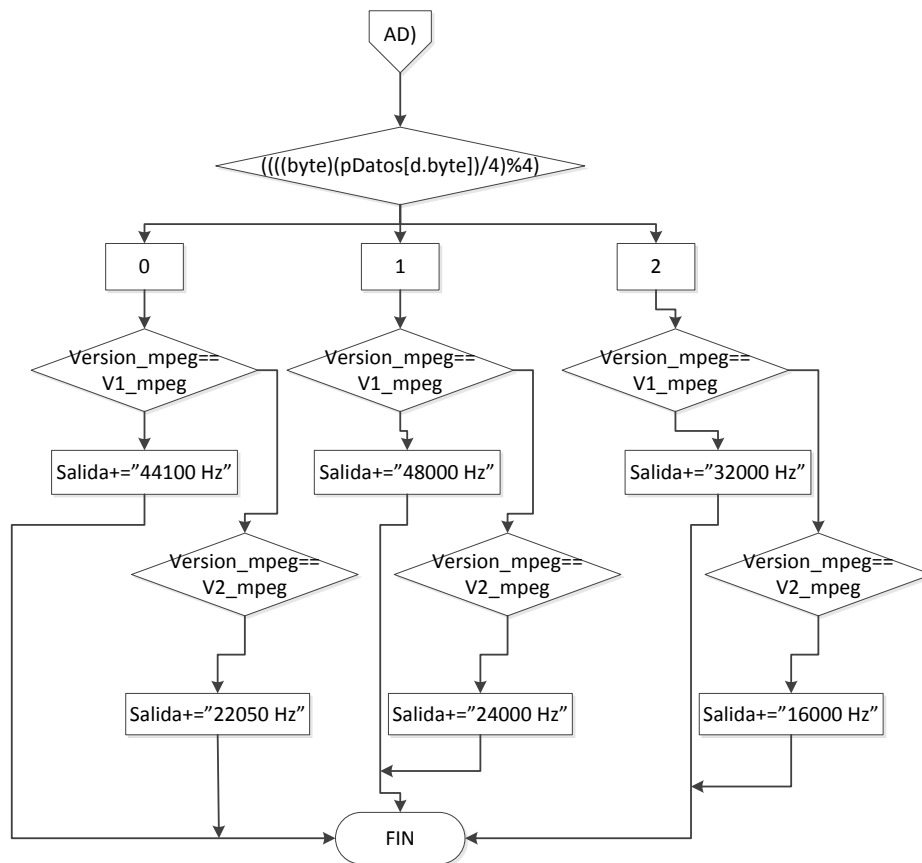 AD)
((((byte)(pDatos[d.byte])/4)%4)
0
1
2
Version_mpeg==
V1_mpeg
Version_mpeg==
V1_mpeg
Version_mpeg==
V1_mpeg
Salida+=”44100 Hz”
Salida+=”48000 Hz”
Salida+=”32000 Hz”
Version_mpeg==
V2_mpeg
Version_mpeg==
V2_mpeg
Version_mpeg==
V2_mpeg
Salida+=”22050 Hz”
Salida+=”24000 Hz”
Salida+=”16000 Hz”
FIN